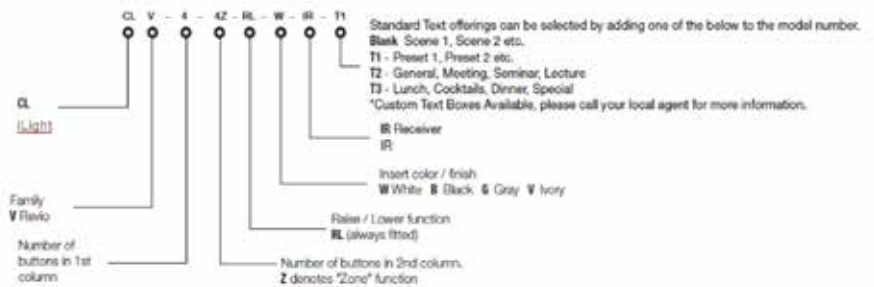 CL V - 4 - 4Z - RL - W - IR - T1
Standard Text offerings can be selected by adding one of the below to the model number.
Blank Scene 1, Scene 2 etc.
T1 - Preset 1, Preset 2 etc.
T2 - General, Meeting, Seminar, Lecture
T3 - Lunch, Cocktails, Dinner, Special
*Custom Text Boxes Available, please call your local agent for more information.
CL
iLight
IR Receiver
IR
Insert color / finish
W White B Black G Gray V Ivory
Family
V Revio
Raise / Lower function
RL (always fitted)
Number of
buttons in 1st
column
Number of buttons in 2nd column.
Z denotes "Zone" function